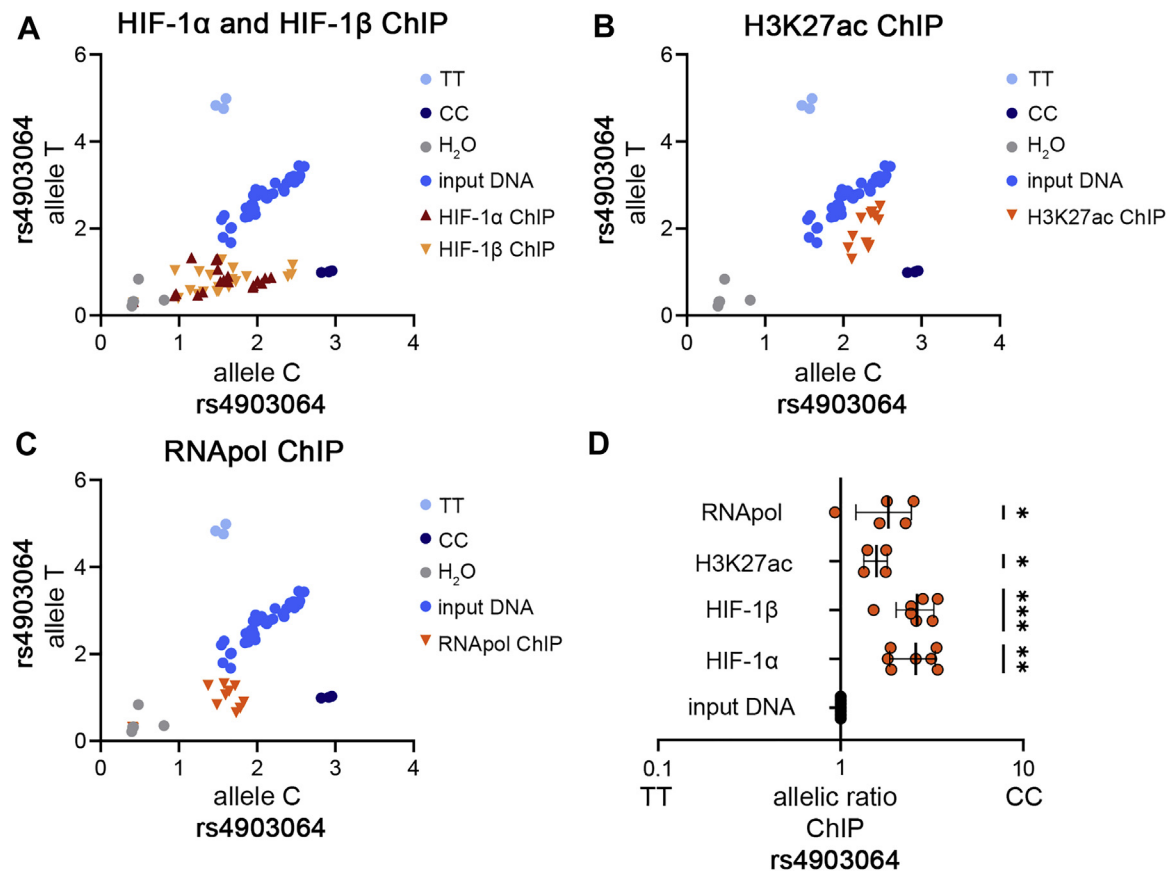 A
HIF-1α and HIF-1β ChIP
rs4903064
allele T
6
4
2
0
0
1
2
3
4
allele C
rs4903064
TT
CC
H2O
input DNA
HIF-1α ChIP
HIF-1β ChIP
B
H3K27ac ChIP
rs4903064
allele T
6
4
2
0
0
1
2
3
4
allele C
rs4903064
TT
CC
H2O
input DNA
H3K27ac ChIP
C
RNApol ChIP
rs4903064
allele T
6
4
2
0
0
1
2
3
4
allele C
rs4903064
TT
CC
H2O
input DNA
RNApol ChIP
D
RNApol
*
H3K27ac
*
HIF-1β
***
HIF-1α
**
input DNA
0.1
1
10
TT
allelic ratio
CC
ChIP
rs4903064